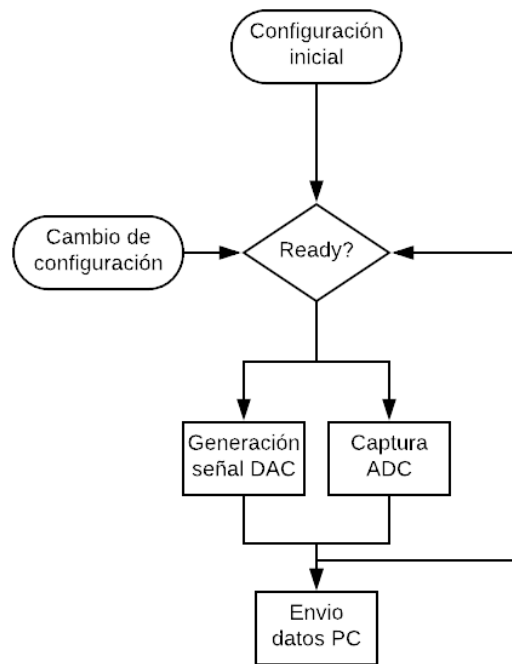 Configuración
inicial
Cambio de
configuración
Ready?
Generación
señal DAC
Captura
ADC
Envio
datos PC